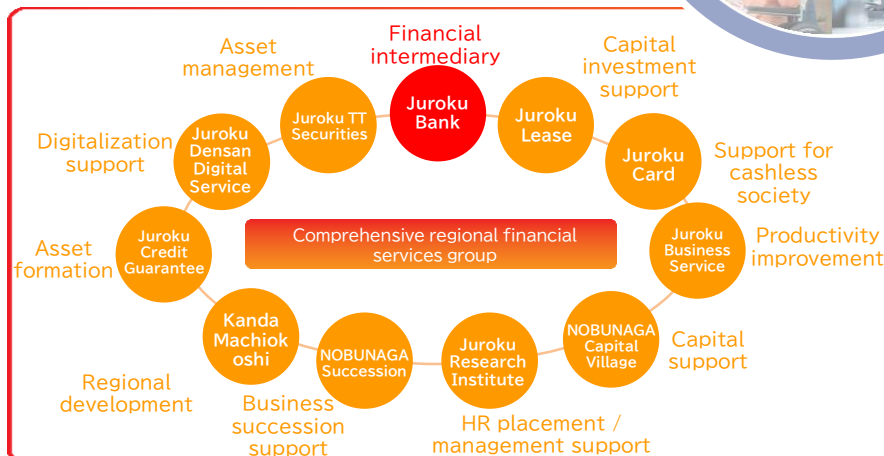 Financial
intermediary
Asset
management
Capital
investment
support
Juroku
Bank
Juroku TT
Securities
Juroku
Lease
Digitalization
support
Juroku
Densan
Digital
Service
Juroku
Card
Support for
cashless
society
Asset
formation
Juroku
Credit
Guarantee
Comprehensive regional financial
services group
Juroku
Business
Service
Productivity
improvement
Kanda
Machiok
oshi
NOBUNAGA
Succession
Juroku
Research
Institute
NOBUNAGA
Capital
Village
Capital
support
Regional
development
Business
succession
support
HR placement /
management support